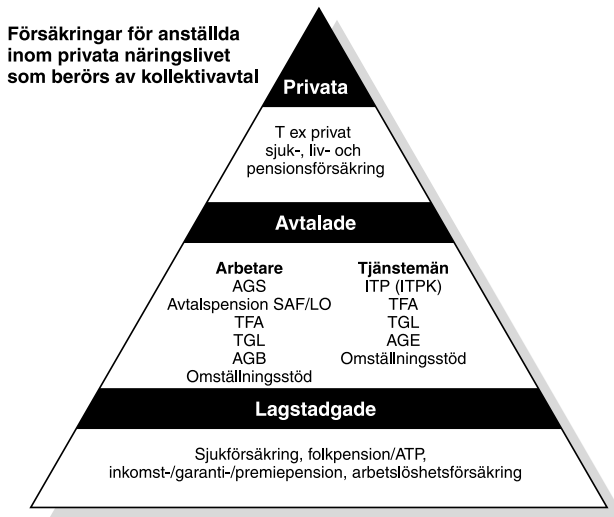 Försäkringar för anställda
inom privata näringslivet
som berörs av kollektivavtal
Privata
T ex privat
sjuk-, liv- och
pensionsförsäkring
Avtalade
Arbetare
AGS
Avtalspension SAF/LO
TFA
TGL
AGB
Omställningsstöd
Tjänstemän
ITP (ITPK)
TFA
TGL
AGE
Omställningsstöd
Lagstadgade
Sjukförsäkring, folkpension/ATP,
inkomst-/garanti-/premiepension, arbetslöshetsförsäkring